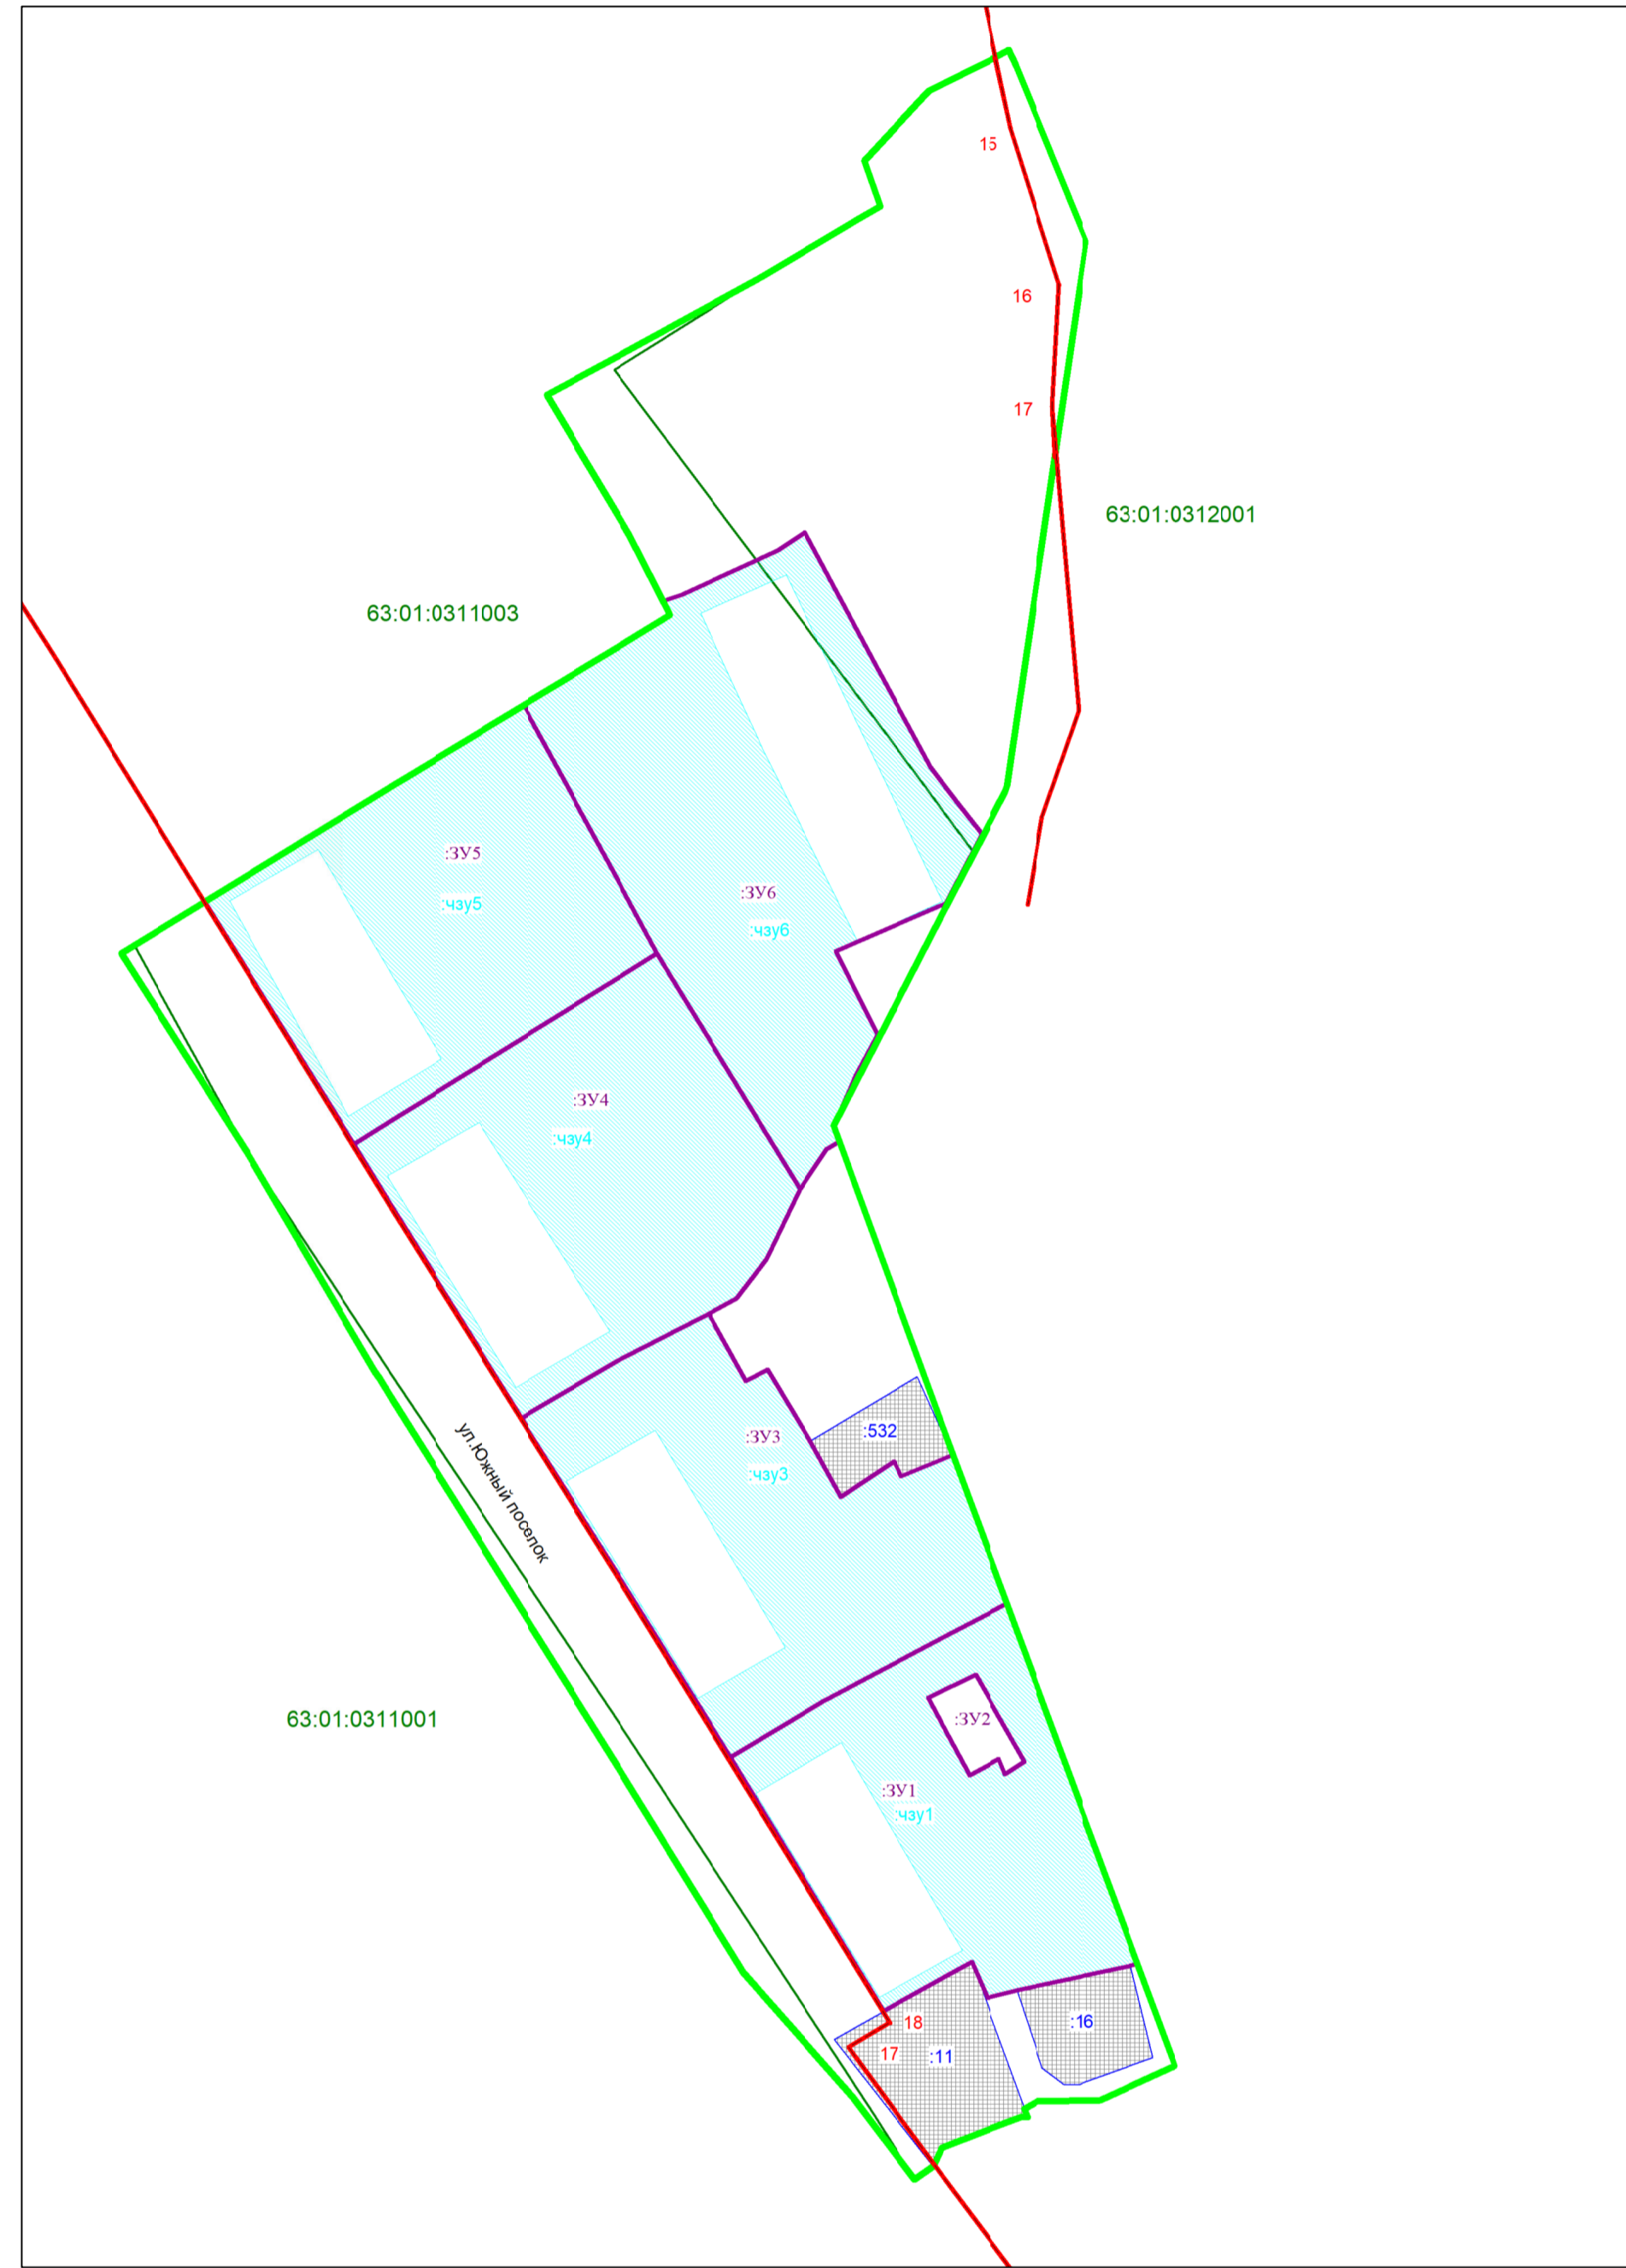 15
16
17
63:01:0312001
63:01:0311003
:ЗУ5
:чзу5
:ЗУ6
:чзу6
:ЗУ4
:чзу4
:532
:ЗУ3
:чзу3
ул.Южный поселок
:ЗУ2
63:01:0311001
:ЗУ1
:чзу1
18
:16
17
:11